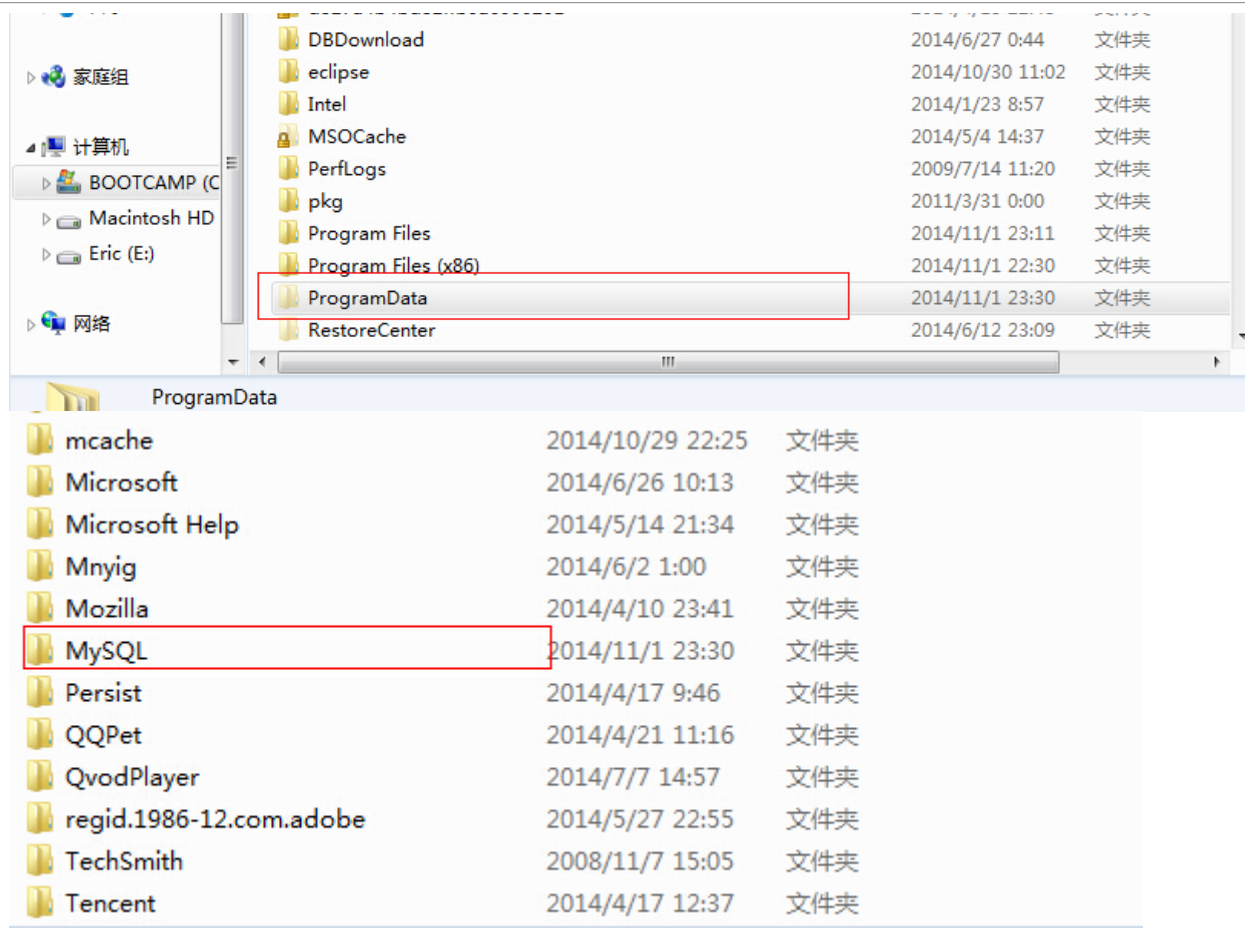 家庭组
计算机
BOOTCAMP (C
Macintosh HD
Eric (E:)
网络
DBDownload 2014/6/27 0:44 文件夹
eclipse 2014/10/30 11:02 文件夹
Intel 2014/1/23 8:57 文件夹
MSOCache 2014/5/4 14:37 文件夹
PerfLogs 2009/7/14 11:20 文件夹
pkg 2011/3/31 0:00 文件夹
Program Files 2014/11/1 23:11 文件夹
Program Files (x86) 2014/11/1 22:30 文件夹
ProgramData 2014/11/1 23:30 文件夹
RestoreCenter 2014/6/12 23:09 文件夹
ProgramData
mcache 2014/10/29 22:25 文件夹
Microsoft 2014/6/26 10:13 文件夹
Microsoft Help 2014/5/14 21:34 文件夹
Mnyig 2014/6/2 1:00 文件夹
Mozilla 2014/4/10 23:41 文件夹
MySQL 2014/11/1 23:30 文件夹
Persist 2014/4/17 9:46 文件夹
QQPet 2014/4/21 11:16 文件夹
QvodPlayer 2014/7/7 14:57 文件夹
regid.1986-12.com.adobe 2014/5/27 22:55 文件夹
TechSmith 2008/11/7 15:05 文件夹
Tencent 2014/4/17 12:37 文件夹